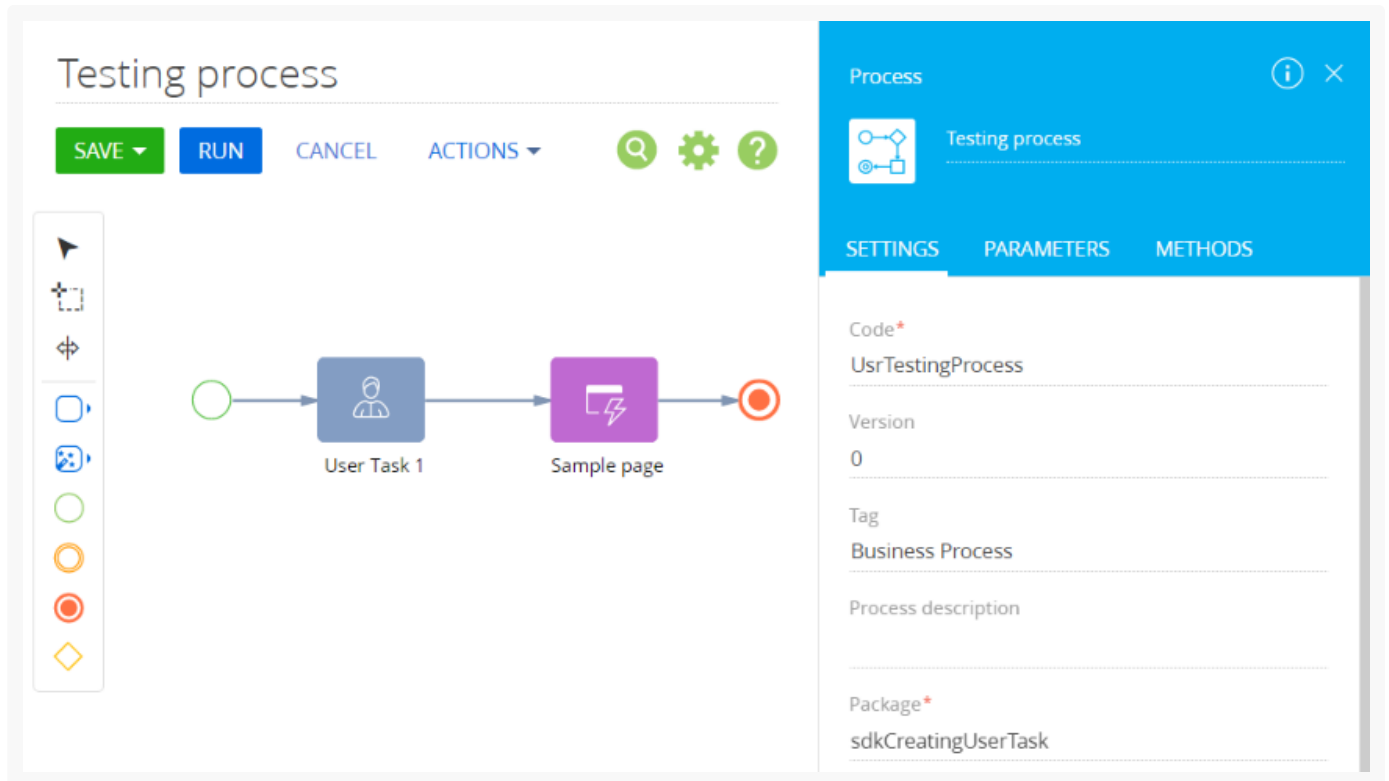 Testing process
SAVE RUN CANCEL ACTIONS
?
User Task 1 Sample page
Process
i
Testing process
SETTINGS PARAMETERS METHODS
Code*
UsrTestingProcess
Version
0
Tag
Business Process
Process description
Package*
sdkCreatingUserTask